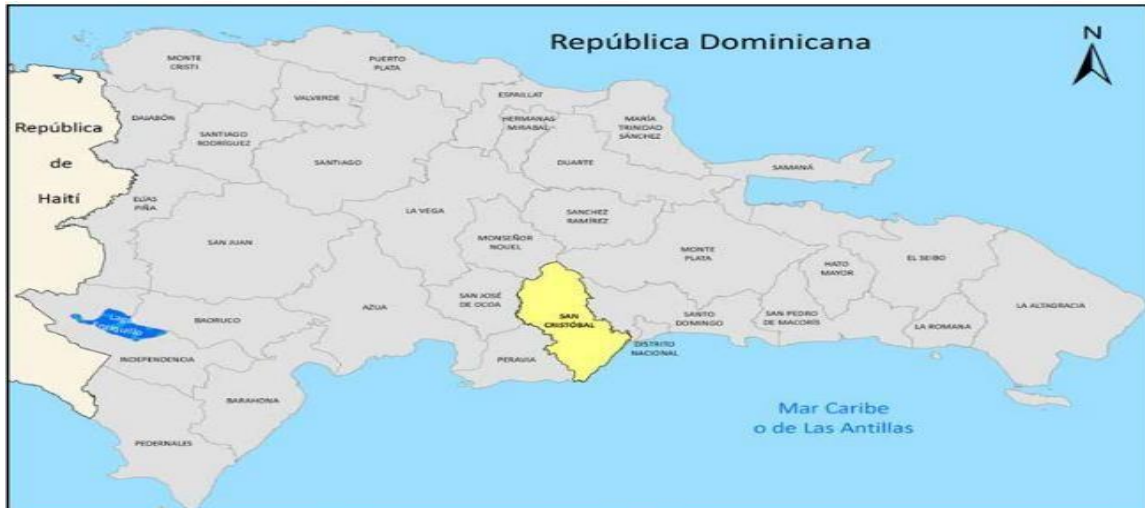 República Dominicana
N
MONTE
CRISTI
PUERTO
PLATA
ESPAILLAT
VALVERDE
DAJABÓN
HERMANAS
MIRABAL
MARÍA
TRINIDAD
SÁNCHEZ
República
de
Haití
SANTIAGO
RODRÍGUEZ
SANTIAGO
DUARTE
SAMANÁ
ELÍAS
PIÑA
LA VEGA
SANCHEZ
RAMÍREZ
SAN JUAN
MONSEÑOR
NOUEL
MONTE
PLATA
HATO
MAYOR
EL SEIBO
SAN JOSÉ
DE OCOA
AZUA
SAN
CRISTÓBAL
SANTO
DOMINGO
SAN PEDRO
DE MACORÍS
LA ROMANA
LA ALTAGRACIA
Lago
BAORUCO
INDEPENDENCIA
PERAVIA
DISTRITO
NACIONAL
BARAHONA
PEDERNALES
Mar Caribe
o de Las Antillas